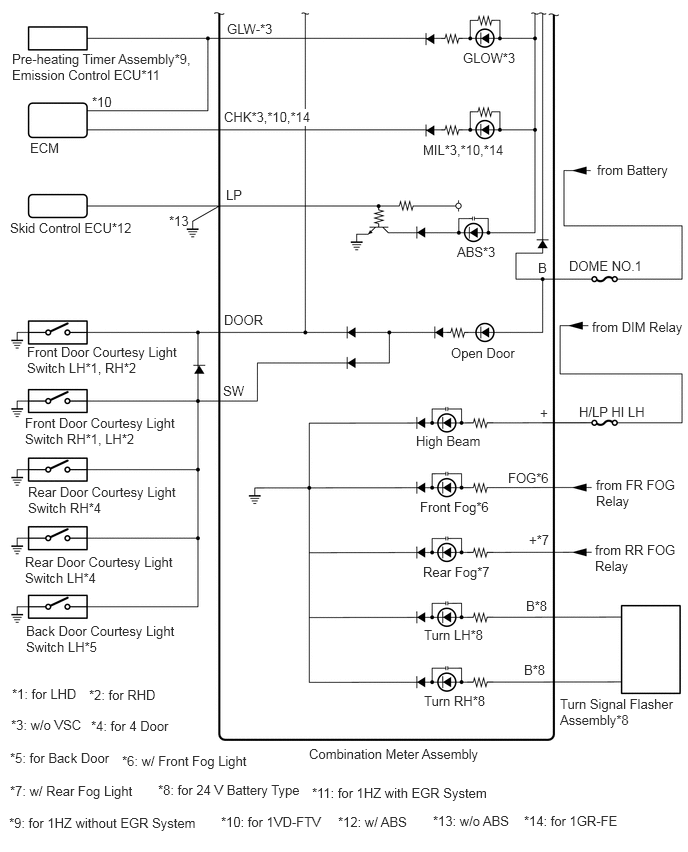 GLW-*3
Pre-heating Timer Assembly*9,
Emission Control ECU*11
GLOW*3
*10
ECM
CHK*3,*10,*14
MIL*3,*10,*14
from Battery
LP
*13
Skid Control ECU*12
ABS*3
B
DOME NO.1
DOOR
from DIM Relay
Front Door Courtesy Light
Switch LH*1, RH*2
Open Door
SW
Front Door Courtesy Light
Switch RH*1, LH*2
+
H/LP HI LH
High Beam
Rear Door Courtesy Light
Switch RH*4
FOG*6
from FR FOG
Relay
Front Fog*6
+*7
from RR FOG
Relay
Rear Door Courtesy Light
Switch LH*4
Rear Fog*7
B*8
Back Door Courtesy Light
Switch LH*5
Turn LH*8
B*8
Turn RH*8
Turn Signal Flasher
Assembly*8
*1: for LHD *2: for RHD
*3: w/o VSC *4: for 4 Door
Combination Meter Assembly
*5: for Back Door *6: w/ Front Fog Light
*7: w/ Rear Fog Light *8: for 24 V Battery Type *11: for 1HZ with EGR System
*9: for 1HZ without EGR System *10: for 1VD-FTV *12: w/ ABS *13: w/o ABS *14: for 1GR-FE